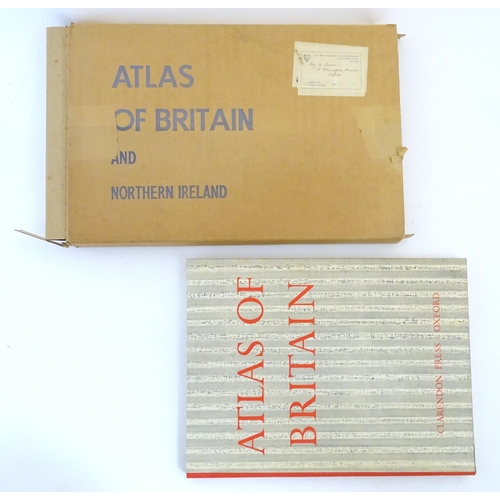 ATLAS
OF BRITAIN
AND
NORTHERN IRELAND
ATLAS OF
BRITAIN
CLARENDON PRESS · OXFORD